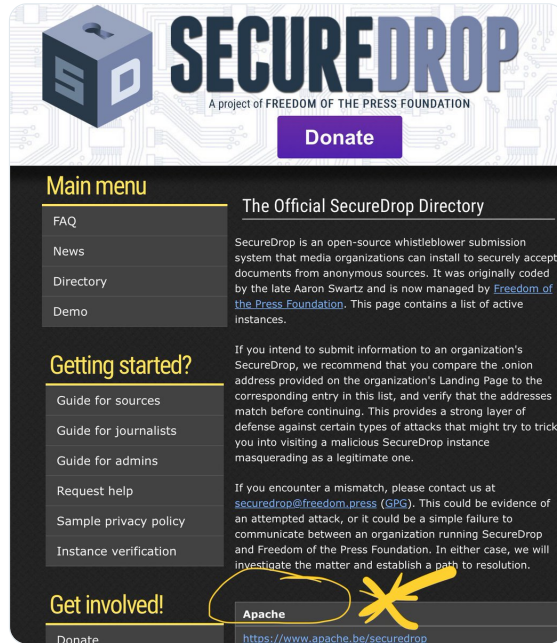 SECUREDROP
A project of FREEDOM OF THE PRESS FOUNDATION
Donate
Main menu
FAQ
News
Directory
Demo
Getting started?
Guide for sources
Guide for journalists
Guide for admins
Request help
Sample privacy policy
Instance verification
Get involved!
Donate
The Official SecureDrop Directory
SecureDrop is an open-source whistleblower submission
system that media organizations can install to securely accept
documents from anonymous sources. It was originally coded
by the late Aaron Swartz and is now managed by Freedom of
the Press Foundation. This page contains a list of active
instances.
If you intend to submit information to an organization's
SecureDrop, we recommend that you compare the .onion
address provided on the organization's Landing Page to the
corresponding entry in this list, and verify that the addresses
match before continuing. This provides a strong layer of
defense against certain types of attacks that might try to trick
you into visiting a malicious SecureDrop instance
masquerading as a legitimate one.
If you encounter a mismatch, please contact us at
securedrop@freedom.press (GPG). This could be evidence of
an attempted attack, or it could be a simple failure to
communicate between an organization running SecureDrop
and Freedom of the Press Foundation. In either case, we will
investigate the matter and establish a path to resolution.
Apache
https://www.apache.be/securedrop
S D